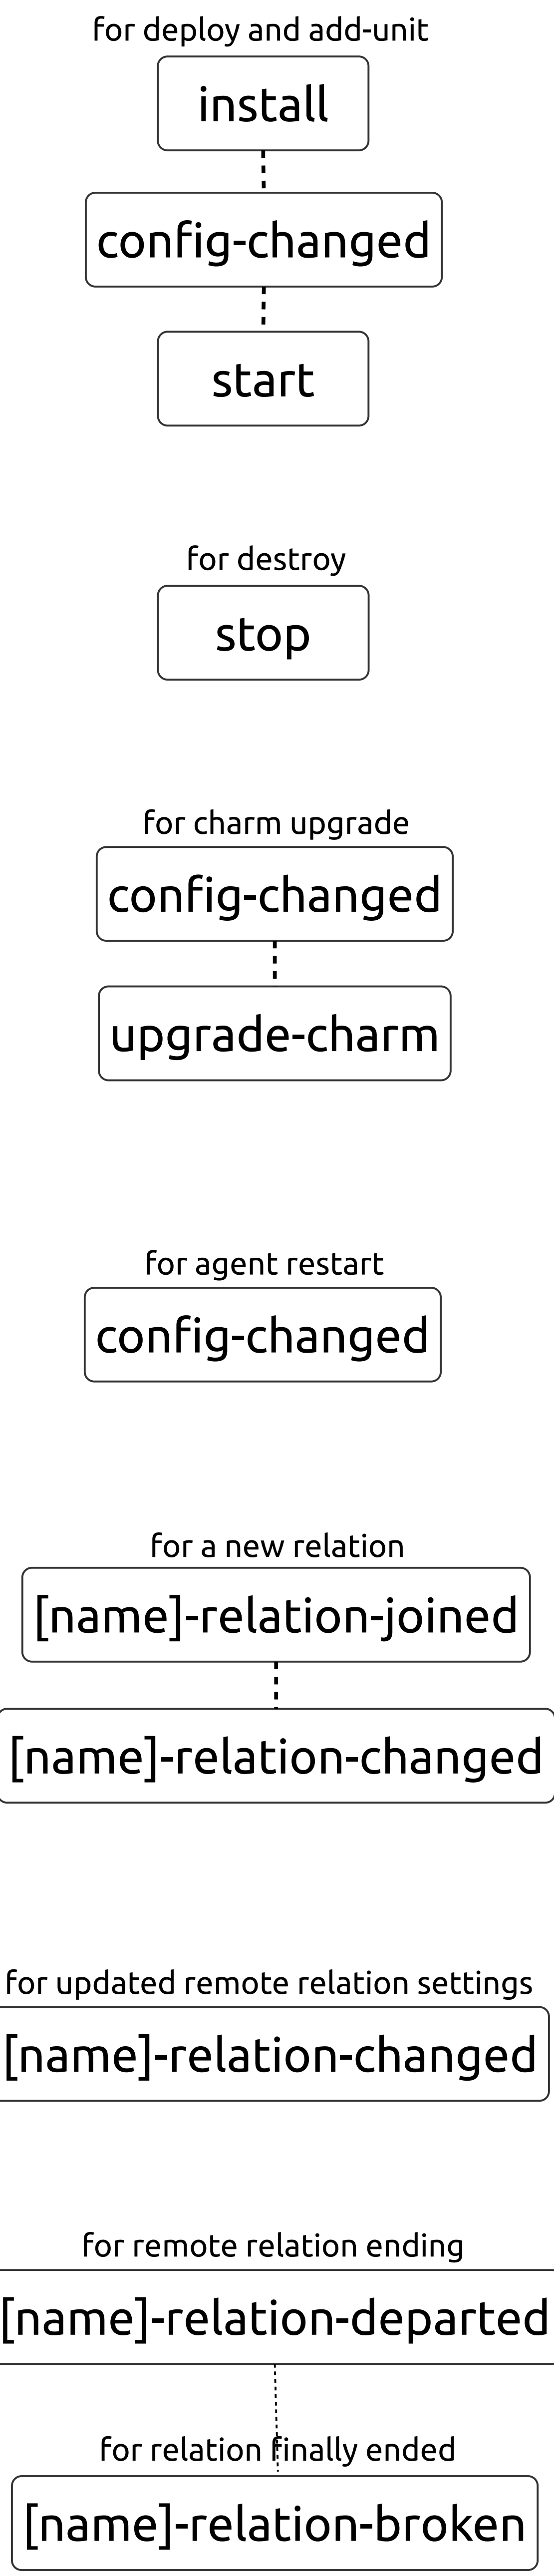 for deploy and add-unit
install
config-changed
start
for destroy
stop
for charm upgrade
config-changed
upgrade-charm
for agent restart
config-changed
for a new relation
[name]-relation-joined
[name]-relation-changed
for updated remote relation settings
[name]-relation-changed
for remote relation ending
[name]-relation-departed
for relation finally ended
[name]-relation-broken